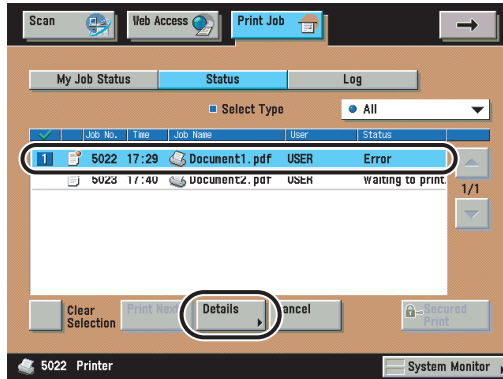 Scan Web Access Print Job
My Job Status Status Log
Select Type All
Job No. Time Job Name User Status
1 5022 17:29 Document1.pdf USER Error
5023 17:40 Document2.pdf USER Waiting to print.
1/1
Clear Selection Print Next Details Cancel Secured Print
5022 Printer System Monitor